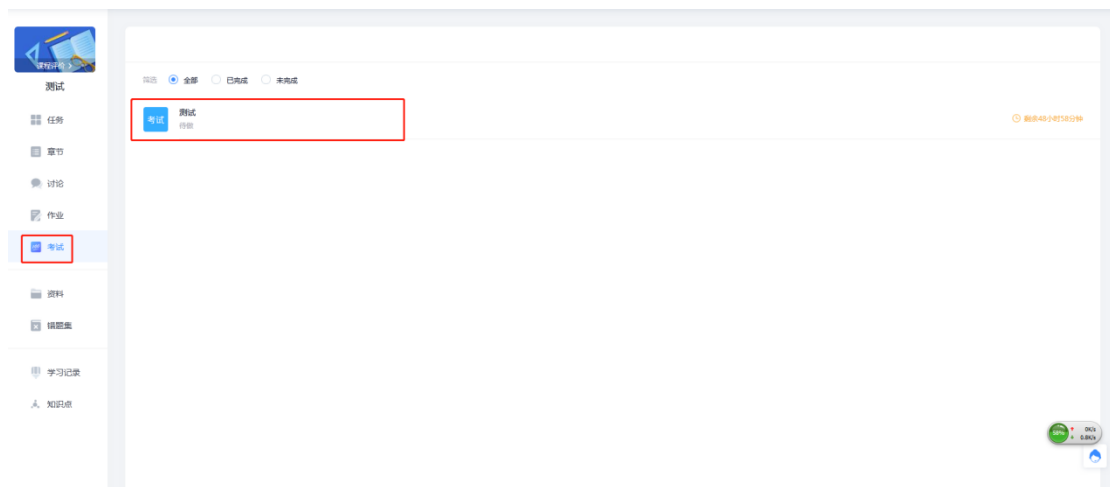 课程评价 >
测试
任务
章节
讨论
作业
考试
资料
错题集
学习记录
知识点
筛选 全部 已完成 未完成
考试
测试
待做
剩余48小时58分钟
0K/s
0.8K/s